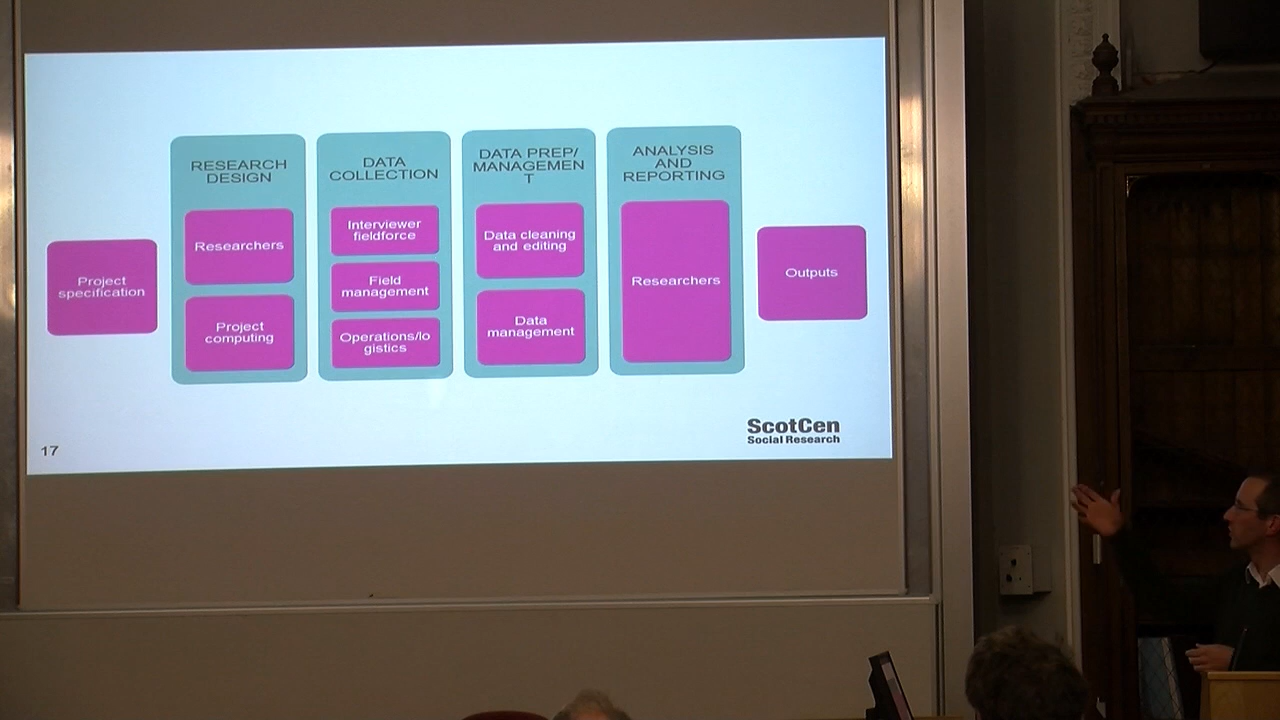 Project
specification
RESEARCH
DESIGN
Researchers
Project
computing
DATA
COLLECTION
Interviewer
fieldforce
Field
management
Operations/lo
gistics
DATA PREP/
MANAGEMEN
T
Data cleaning
and editing
Data
management
ANALYSIS
AND
REPORTING
Researchers
Outputs
17
ScotCen
Social Research